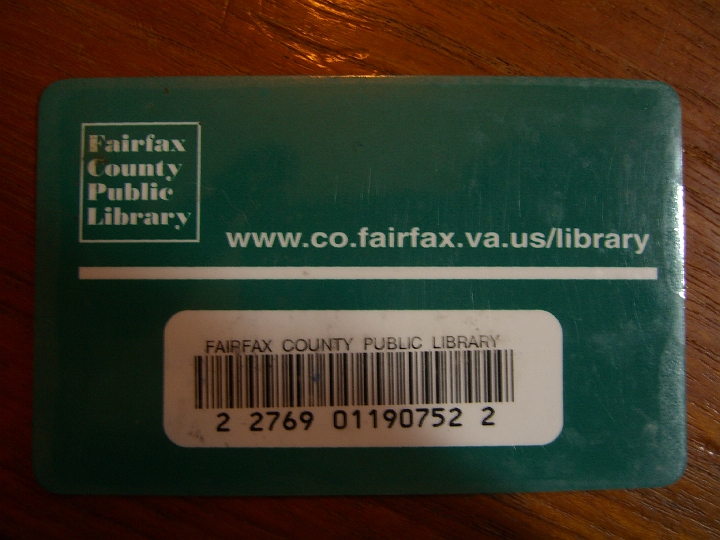 Fairfax
County
Public
Library
www.co.fairfax.va.us/library
FAIRFAX COUNTY PUBLIC LIBRARY
2 2769 01190752 2